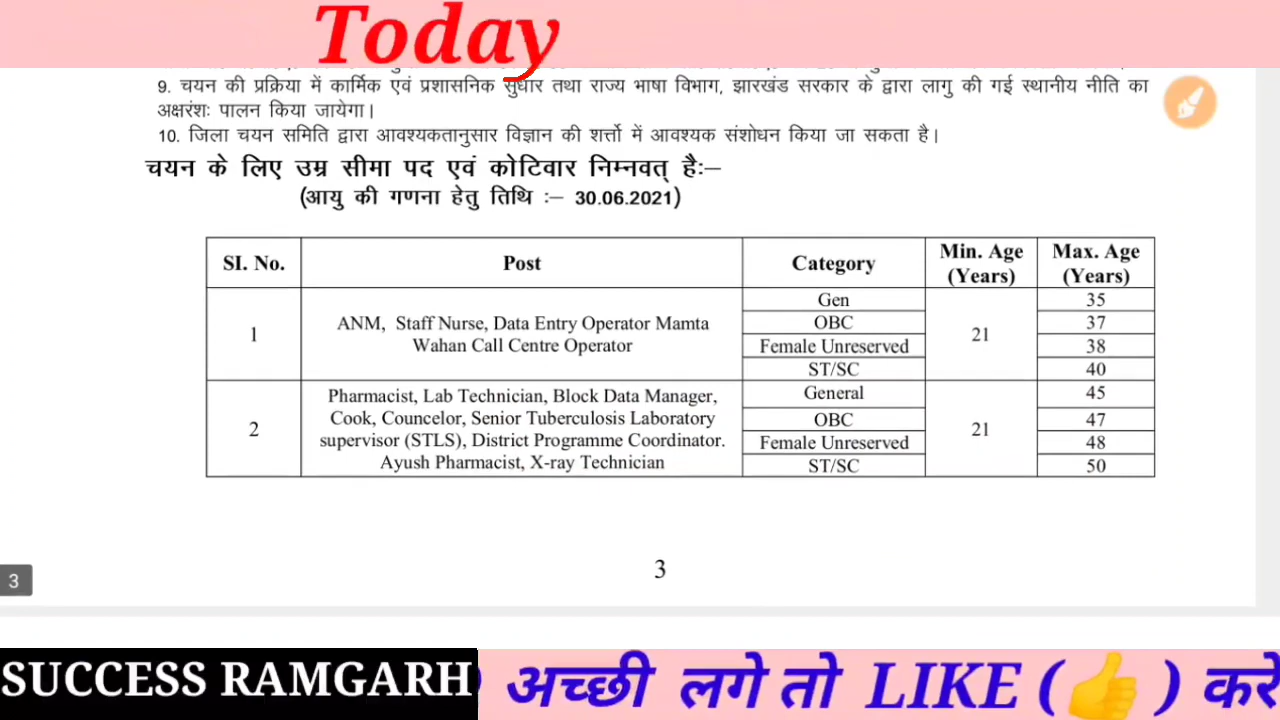 Today
9. चयन की प्रक्रिया में कार्मिक एवं प्रशासनिक सुधार तथा राज्य भाषा विभाग, झारखंड सरकार के द्वारा लागु की गई स्थानीय नीति का
अक्षरंशः पालन किया जायेगा।
10. जिला चयन समिति द्वारा आवश्यकतानुसार विज्ञान की शर्त्तो में आवश्यक संशोधन किया जा सकता है।
चयन के लिए उम्र सीमा पद एवं कोटिवार निम्नवत् है:–
(आयु की गणना हेतु तिथि :– 30.06.2021)
SI. No. Post Category Min. Age (Years) Max. Age (Years)
1 ANM, Staff Nurse, Data Entry Operator Mamta
Wahan Call Centre Operator
21
Gen 35
OBC 37
Female Unreserved 38
ST/SC 40
2 Pharmacist, Lab Technician, Block Data Manager,
Cook, Councelor, Senior Tuberculosis Laboratory
supervisor (STLS), District Programme Coordinator.
Ayush Pharmacist, X-ray Technician
21
General 45
OBC 47
Female Unreserved 48
ST/SC 50
3
3
SUCCESS RAMGARH
अच्छी लगे तो LIKE (👍) करे